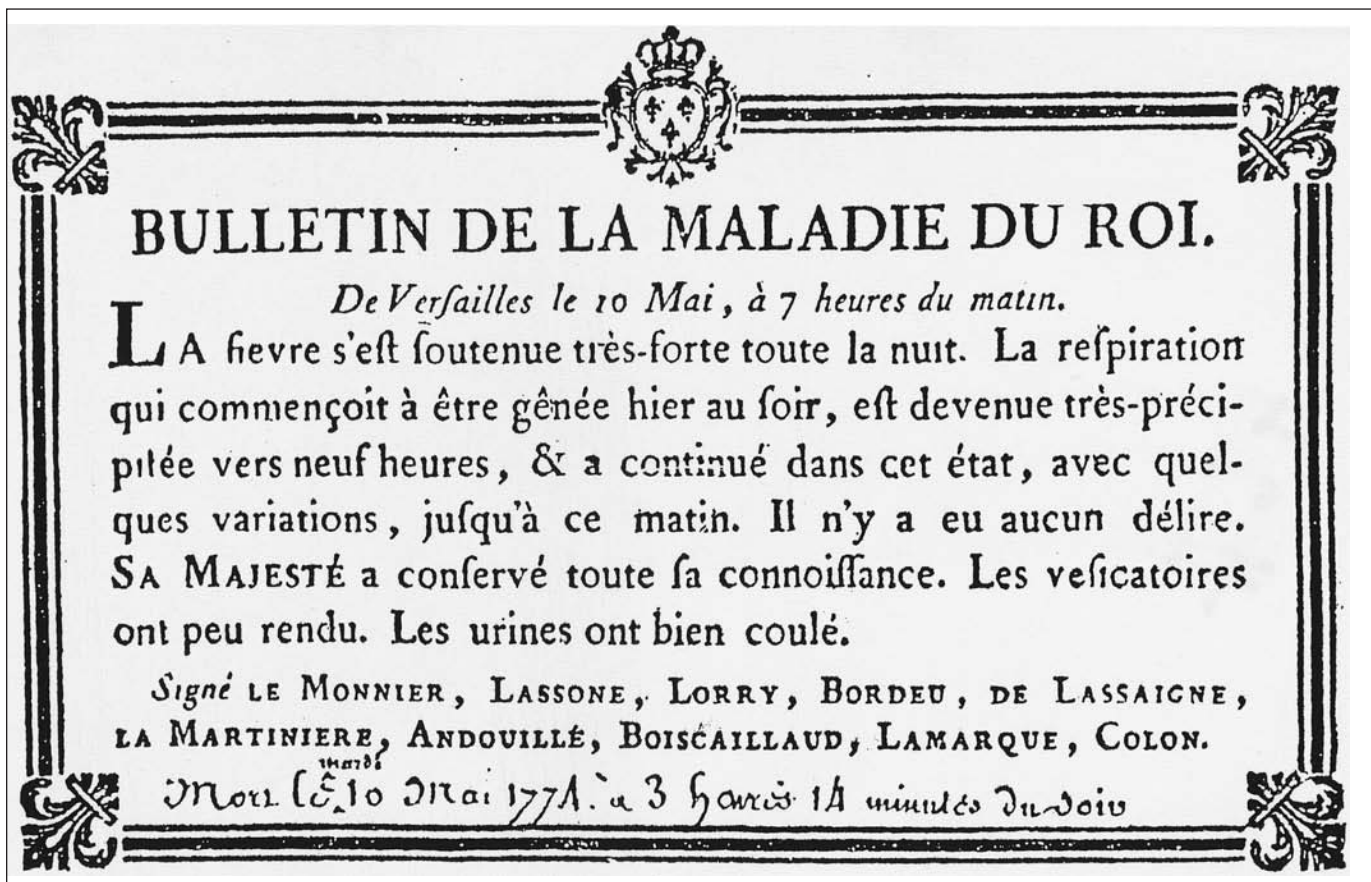 BULLETIN DE LA MALADIE DU ROI.
De Verſailles le 10 Mai, à 7 heures du matin.
LA fievre s'eſt ſoutenue très-forte toute la nuit. La reſpiration
qui commençoit à être gênée hier au ſoir, eſt devenue très-préci-
pitée vers neuf heures, & a continué dans cet état, avec quel-
ques variations, juſqu'à ce matin. Il n'y a eu aucun délire.
SA MAJESTÉ a conſervé toute ſa connoiſſance. Les veſicatoires
ont peu rendu. Les urines ont bien coulé.
Signé LE MONNIER, LASSONE, LORRY, BORDEU, DE LASSAIGNE,
LA MARTINIERE, ANDOUILLÉ, BOISCAILLAUD, LAMARQUE, COLON.
mardi
Mort le 10 Mai 1774. à 3 heures 14 minutes du soir